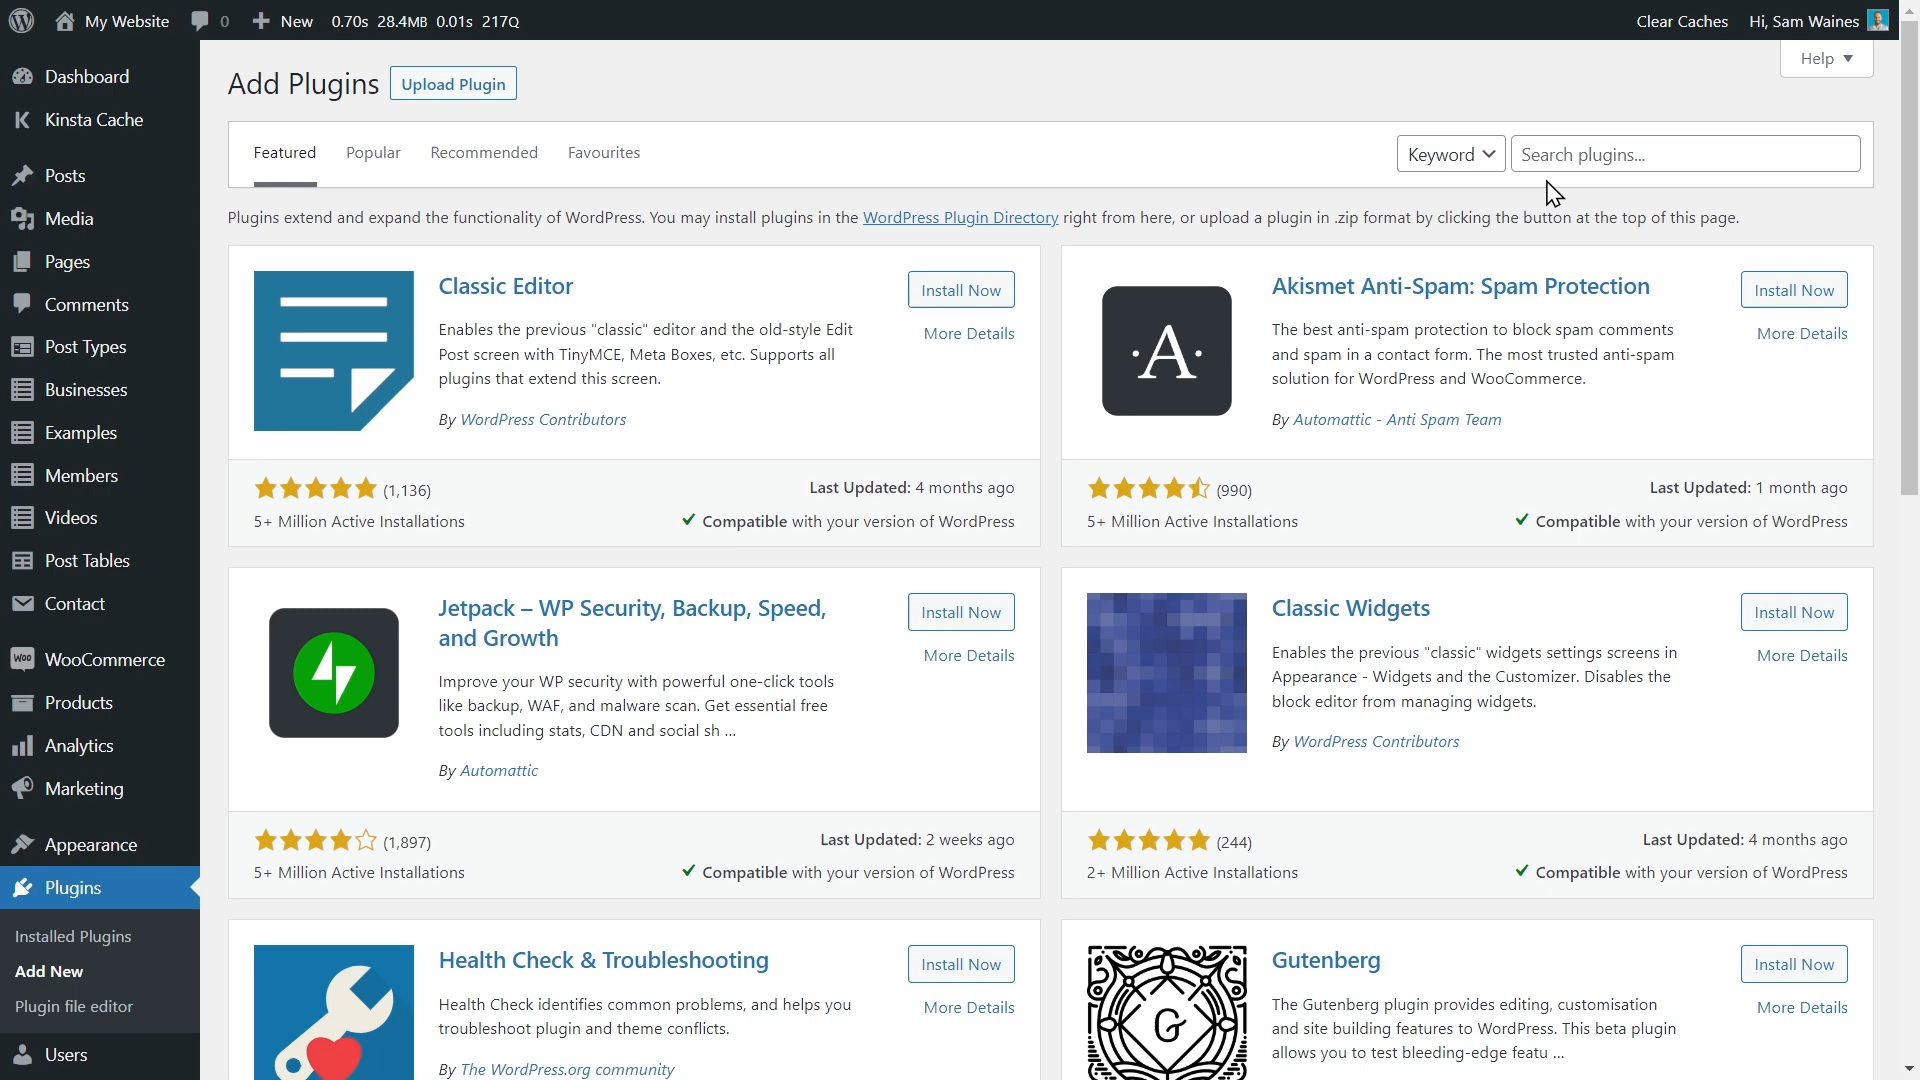 My Website 0 New 0.70s 28.4MB 0.01s 217Q Clear Caches Hi, Sam Waines
Dashboard
Kinsta Cache
Posts
Media
Pages
Comments
Post Types
Businesses
Examples
Members
Videos
Post Tables
Contact
Woo WooCommerce
Products
Analytics
Marketing
Appearance
Plugins
Installed Plugins
Add New
Plugin file editor
Users
Help
Add Plugins Upload Plugin
Featured Popular Recommended Favourites Keyword Search plugins...
Plugins extend and expand the functionality of WordPress. You may install plugins in the WordPress Plugin Directory right from here, or upload a plugin in .zip format by clicking the button at the top of this page.
Classic Editor
Install Now
More Details
Enables the previous "classic" editor and the old-style Edit
Post screen with TinyMCE, Meta Boxes, etc. Supports all
plugins that extend this screen.
By WordPress Contributors
(1,136) Last Updated: 4 months ago
5+ Million Active Installations Compatible with your version of WordPress
A
Akismet Anti-Spam: Spam Protection
Install Now
More Details
The best anti-spam protection to block spam comments
and spam in a contact form. The most trusted anti-spam
solution for WordPress and WooCommerce.
By Automattic - Anti Spam Team
(990) Last Updated: 1 month ago
5+ Million Active Installations Compatible with your version of WordPress
Jetpack – WP Security, Backup, Speed,
and Growth
Install Now
More Details
Improve your WP security with powerful one-click tools
like backup, WAF, and malware scan. Get essential free
tools including stats, CDN and social sh ...
By Automattic
(1,897) Last Updated: 2 weeks ago
5+ Million Active Installations Compatible with your version of WordPress
Classic Widgets
Install Now
More Details
Enables the previous "classic" widgets settings screens in
Appearance - Widgets and the Customizer. Disables the
block editor from managing widgets.
By WordPress Contributors
(244) Last Updated: 4 months ago
2+ Million Active Installations Compatible with your version of WordPress
Health Check & Troubleshooting
Install Now
More Details
Health Check identifies common problems, and helps you
troubleshoot plugin and theme conflicts.
By The WordPress.org community
G
Gutenberg
Install Now
More Details
The Gutenberg plugin provides editing, customisation
and site building features to WordPress. This beta plugin
allows you to test bleeding-edge featu ...